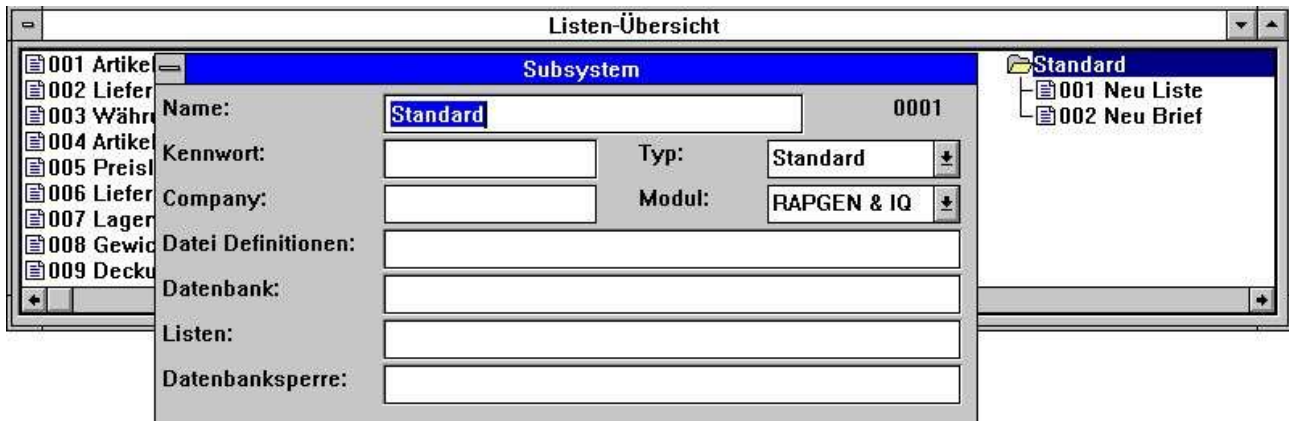 Listen-Übersicht
001 Artikel
002 Liefer
003 Währu
004 Artikel
005 Preisl
006 Liefer
007 Lager
008 Gewic
009 Decku
Subsystem
Name: Standard 0001
Kennwort: Typ: Standard
Company: Modul: RAPGEN & IQ
Datei Definitionen:
Datenbank:
Listen:
Datenbanksperre:
Standard
001 Neu Liste
002 Neu Brief